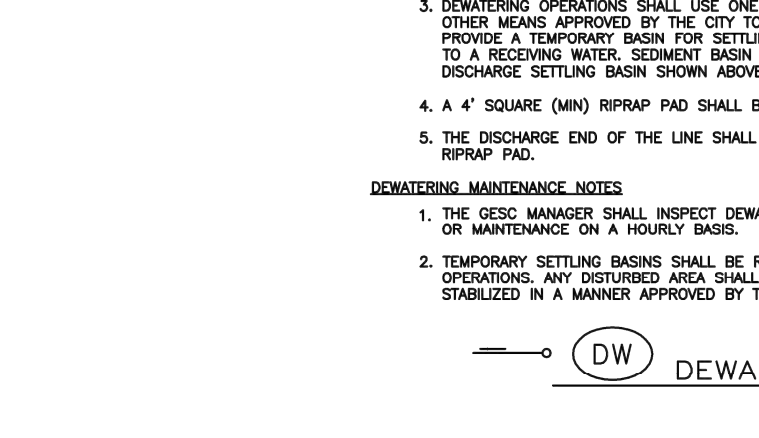 3. DEWATERING OPERATIONS SHALL USE ONE
OTHER MEANS APPROVED BY THE CITY TO
PROVIDE A TEMPORARY BASIN FOR
TO A RECEIVING WATER. SEDIMENT BASIN
DISCHARGE SETTLING BASIN SHOWN ABOVE
4. A 4' SQUARE (MIN) RIPRAP PAD SHALL B
5. THE DISCHARGE END OF THE LINE SHALL
RIPRAP PAD.
DEWATERING MAINTENANCE NOTES
1. THE GESC MANAGER SHALL INSPECT DEWA
OR MAINTENANCE ON A HOURLY BASIS.
2. TEMPORARY SETTLING BASINS SHALL BE R
OPERATIONS. ANY DISTURBED AREA SHALL
STABILIZED IN A MANNER APPROVED BY T
DW DEWA